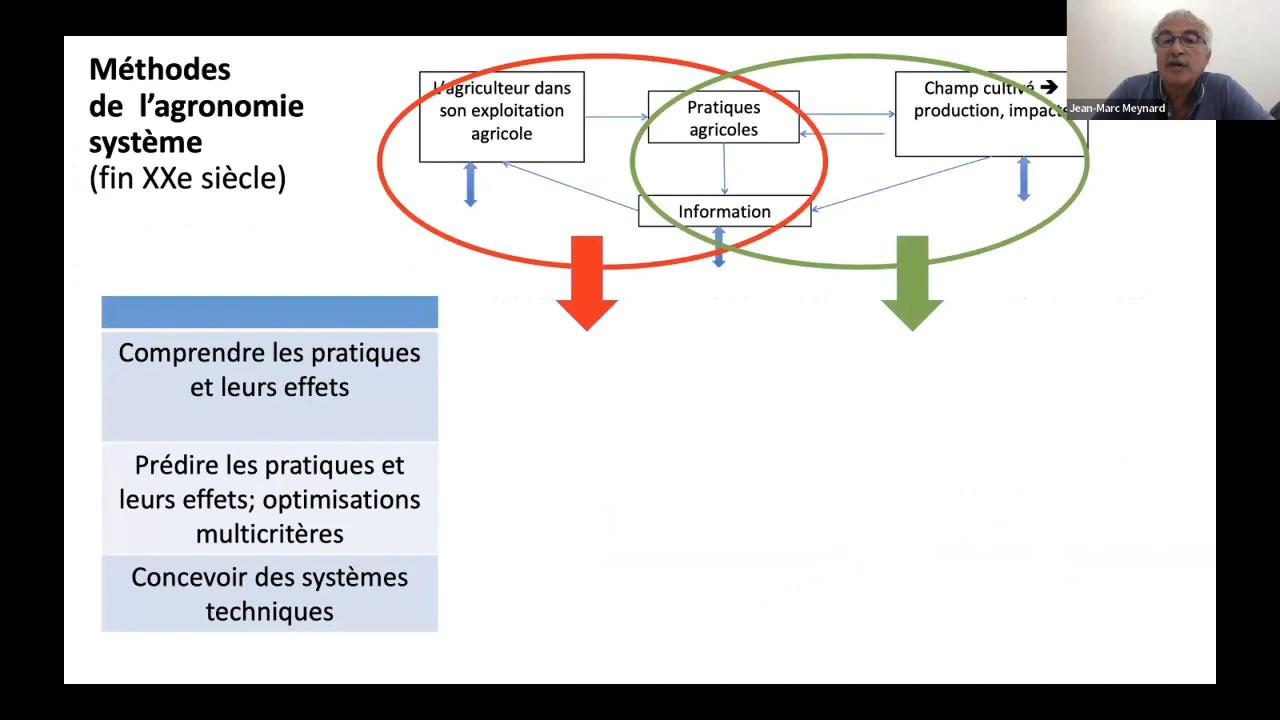 Méthodes
de l’agronomie
système
(fin XXe siècle)
L’agriculteur dans
son exploitation
agricole
Pratiques
agricoles
Champ cultivé ➔
production, impacts
Information
Jean-Marc Meynard
Comprendre les pratiques
et leurs effets
Prédire les pratiques et
leurs effets; optimisations
multicritères
Concevoir des systèmes
techniques